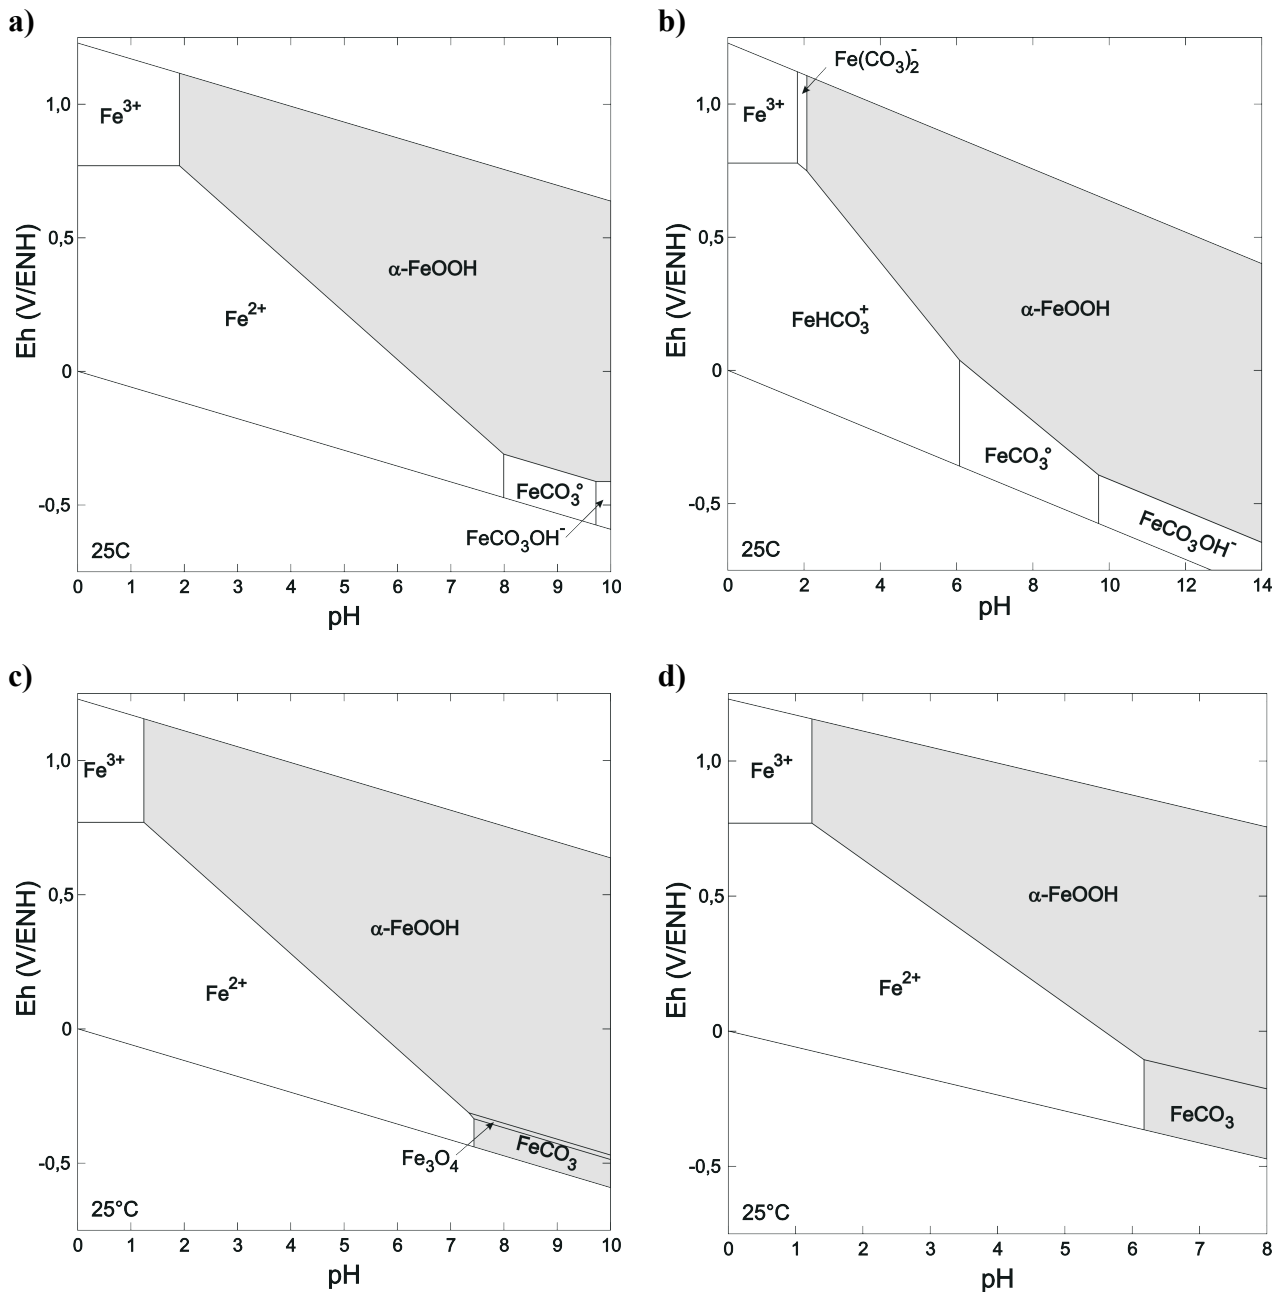 a)
Fe³⁺
α-FeOOH
Fe²⁺
FeCO₃°
FeCO₃OH⁻
25C
1,0
0,5
0
-0,5
Eh (V/ENH)
0 1 2 3 4 5 6 7 8 9 10
pH
b)
Fe(CO₃)₂⁻
Fe³⁺
α-FeOOH
FeHCO₃⁺
FeCO₃°
FeCO₃OH⁻
25C
1,0
0,5
0
-0,5
Eh (V/ENH)
0 2 4 6 8 10 12 14
pH
c)
Fe³⁺
α-FeOOH
Fe²⁺
Fe₃O₄
FeCO₃
25°C
1,0
0,5
0
-0,5
Eh (V/ENH)
0 1 2 3 4 5 6 7 8 9 10
pH
d)
Fe³⁺
α-FeOOH
Fe²⁺
FeCO₃
25°C
1,0
0,5
0
-0,5
Eh (V/ENH)
0 1 2 3 4 5 6 7 8
pH